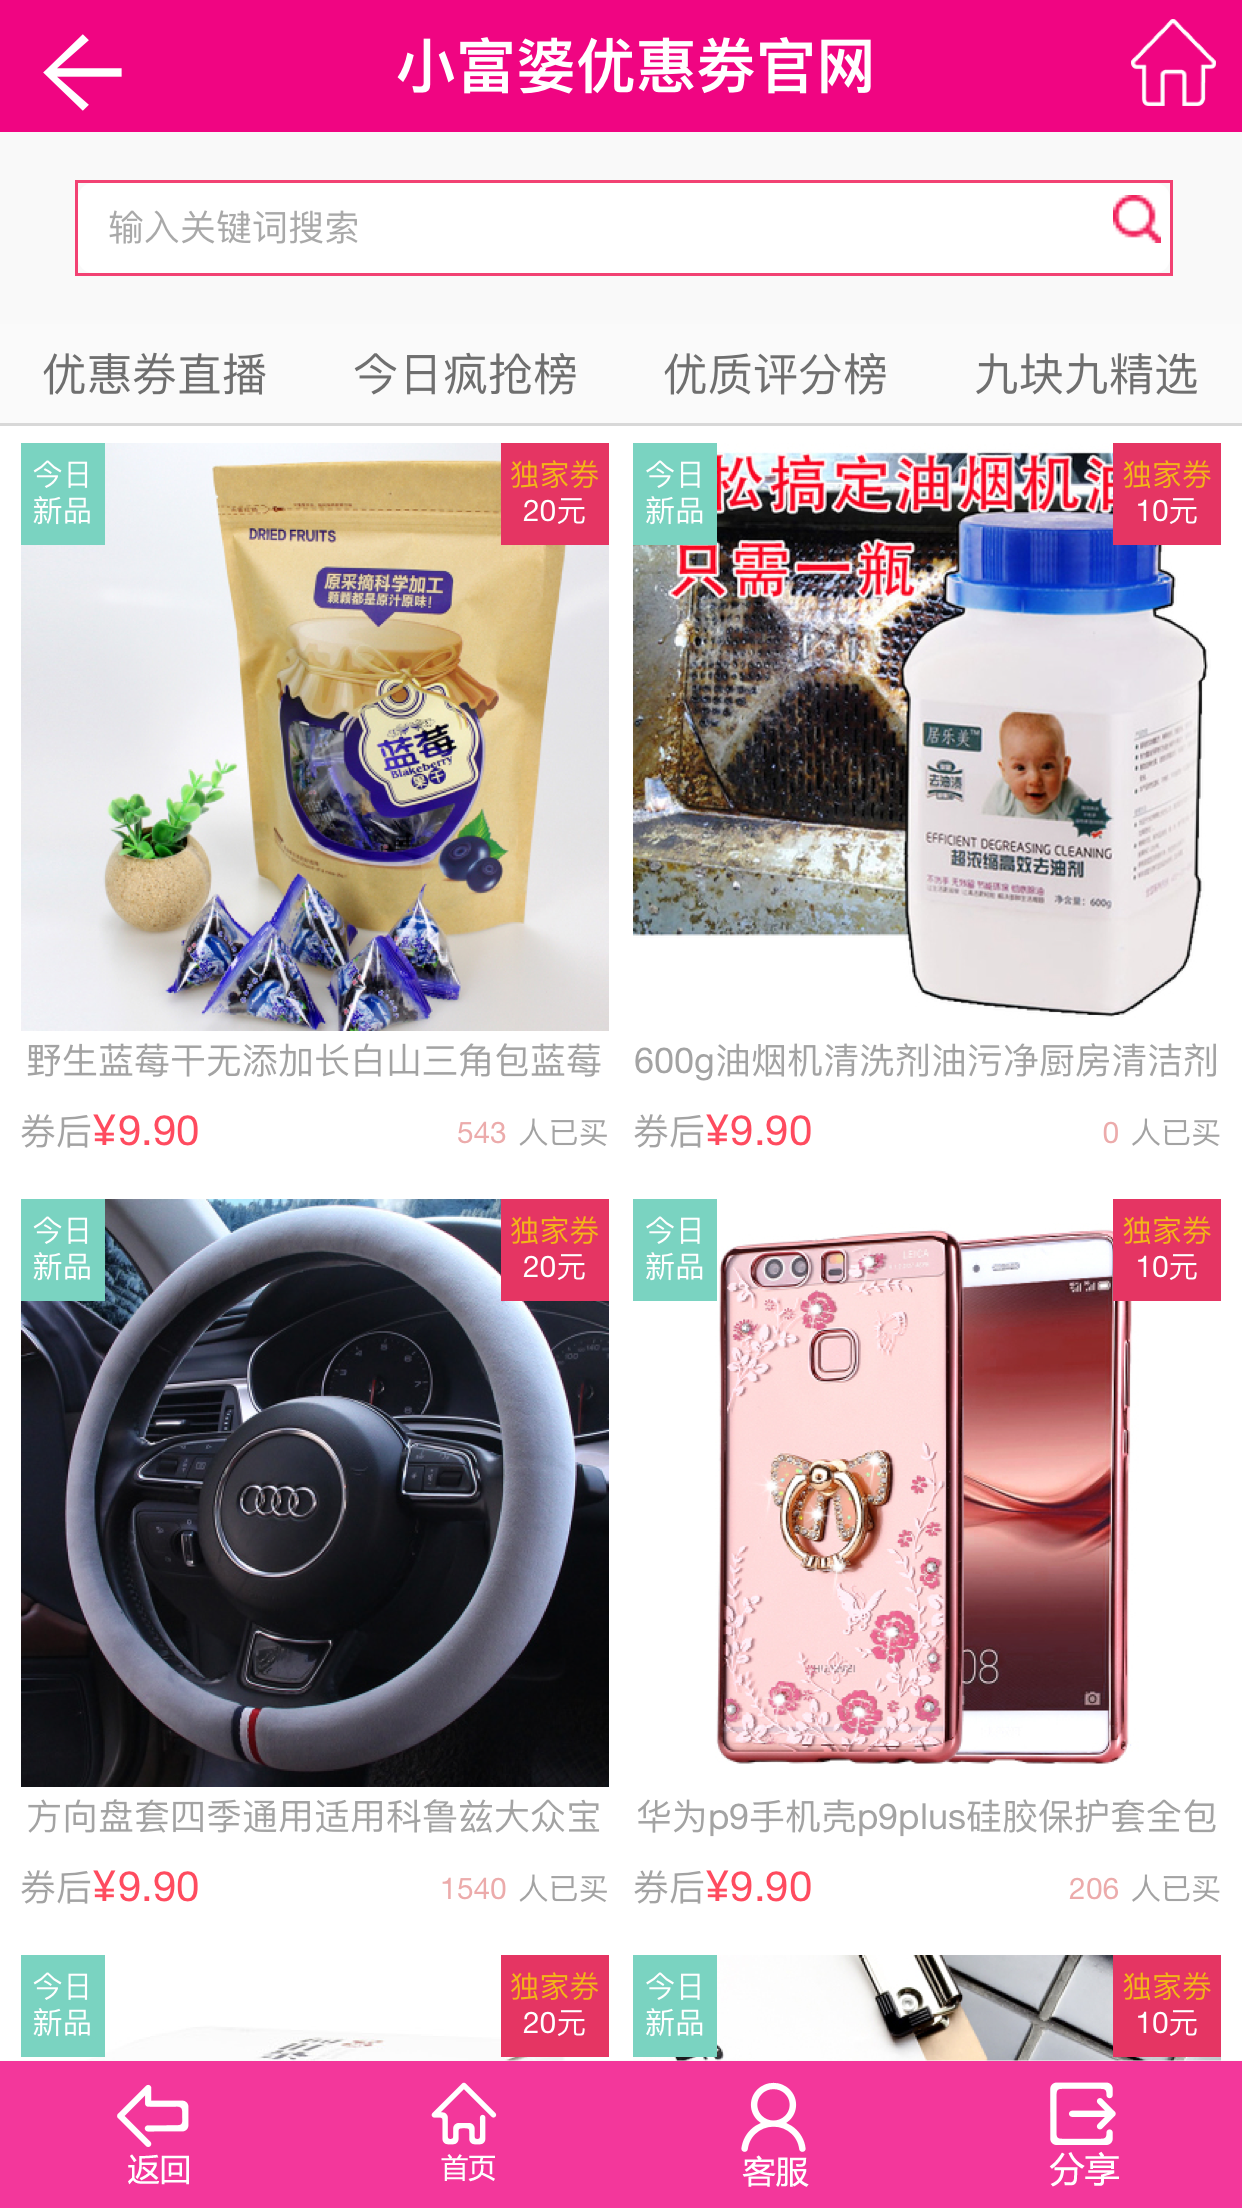 小富婆优惠劵官网
输入关键词搜索
优惠券直播 今日疯抢榜 优质评分榜 九块九精选
今日
新品
独家券
20元
DRIED FRUITS
原采摘科学加工
颗颗都是原汁原味!
蓝莓
Blakeberry
果干
野生蓝莓干无添加长白山三角包蓝莓
券后¥9.90 543 人已买
今日
新品
独家券
10元
松搞定油烟机油
只需一瓶
居乐美™
去油渍
EFFICIENT DEGREASING CLEANING
超浓缩高效去油剂
净含量: 600g
600g油烟机清洗剂油污净厨房清洁剂
券后¥9.90 0 人已买
今日
新品
独家券
20元
方向盘套四季通用适用科鲁兹大众宝
券后¥9.90 1540 人已买
今日
新品
独家券
10元
LEICA
08
华为p9手机壳p9plus硅胶保护套全包
券后¥9.90 206 人已买
今日
新品
独家券
20元
今日
新品
独家券
10元
返回 首页 客服 分享